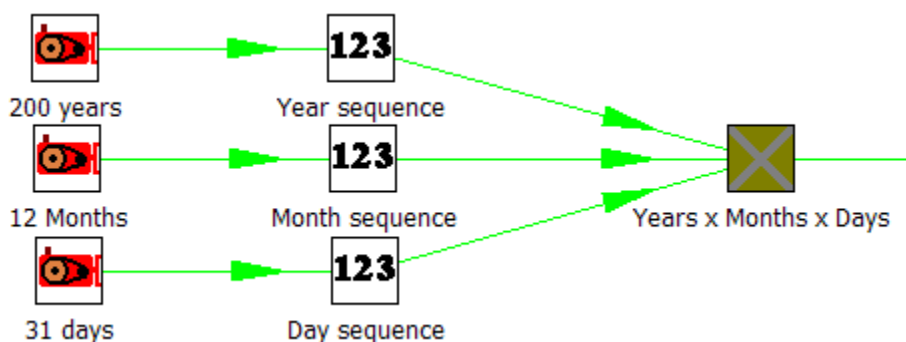 123
200 years
Year sequence
123
12 Months
Month sequence
Years x Months x Days
123
31 days
Day sequence